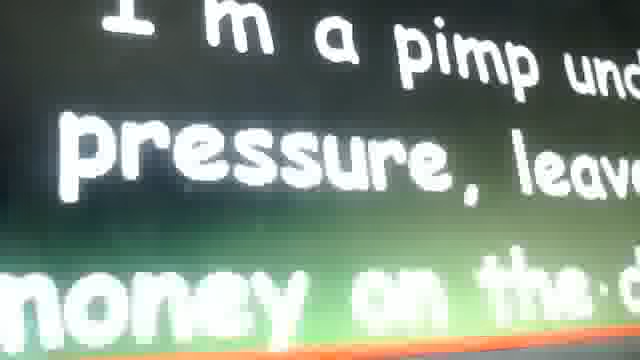 I m a pimp
pressure,
money on the